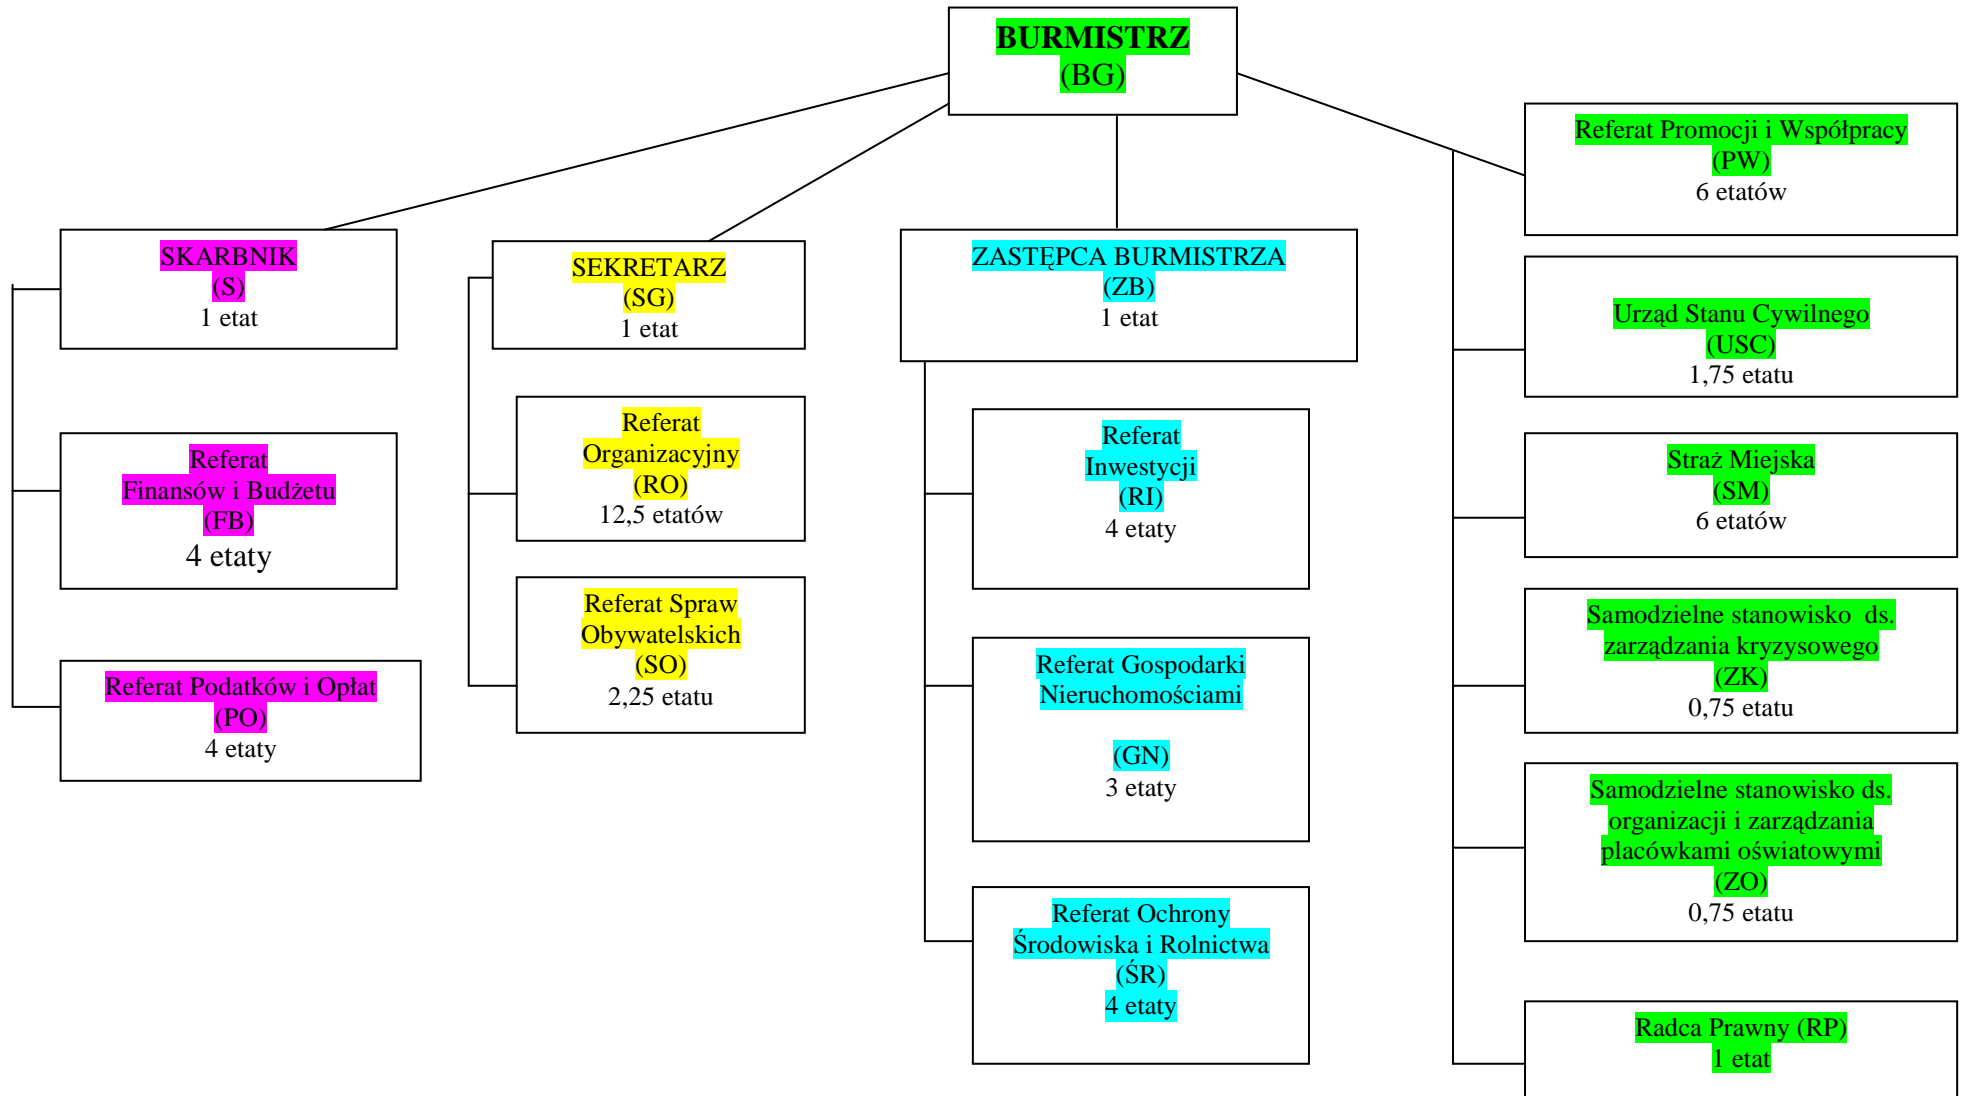 BURMISTRZ
(BG)
SKARBNIK
(S)
1 etat
Referat
Finansów i Budżetu
(FB)
4 etaty
Referat Podatków i Opłat
(PO)
4 etaty
SEKRETARZ
(SG)
1 etat
Referat
Organizacyjny
(RO)
12,5 etatów
Referat Spraw
Obywatelskich
(SO)
2,25 etatu
ZASTĘPCA BURMISTRZA
(ZB)
1 etat
Referat
Inwestycji
(RI)
4 etaty
Referat Gospodarki
Nieruchomościami
(GN)
3 etaty
Referat Ochrony
Środowiska i Rolnictwa
(ŚR)
4 etaty
Referat Promocji i Współpracy
(PW)
6 etatów
Urząd Stanu Cywilnego
(USC)
1,75 etatu
Straż Miejska
(SM)
6 etatów
Samodzielne stanowisko ds.
zarządzania kryzysowego
(ZK)
0,75 etatu
Samodzielne stanowisko ds.
organizacji i zarządzania
placówkami oświatowymi
(ZO)
0,75 etatu
Radca Prawny (RP)
1 etat